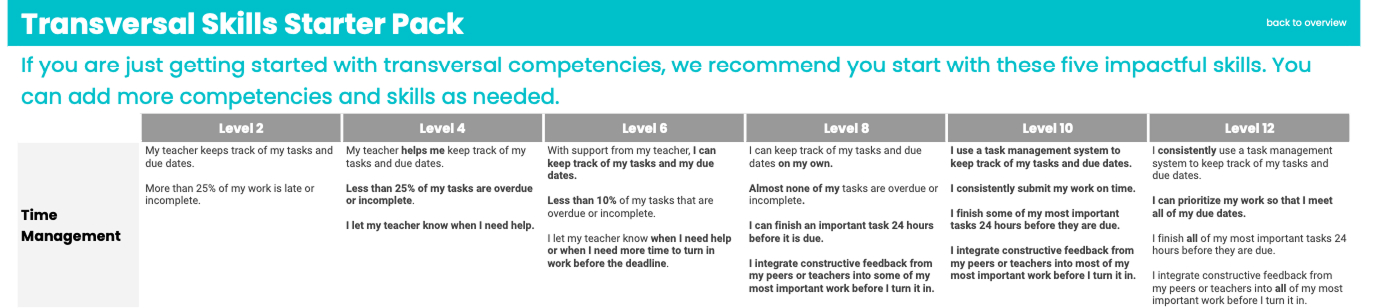 Transversal Skills Starter Pack
back to overview
If you are just getting started with transversal competencies, we recommend you start with these five impactful skills. You
can add more competencies and skills as needed.
Level 2
Level 4
Level 6
Level 8
Level 10
Level 12
Time
Management
My teacher keeps track of my tasks and
due dates.
More than 25% of my work is late or
incomplete.
My teacher helps me keep track of my
tasks and due dates.
Less than 25% of my tasks are overdue
or incomplete.
I let my teacher know when I need help.
With support from my teacher, I can
keep track of my tasks and my due
dates.
Less than 10% of my tasks that are
overdue or incomplete.
I let my teacher know when I need help
or when I need more time to turn in
work before the deadline.
I can keep track of my tasks and due
dates on my own.
Almost none of my tasks are overdue or
incomplete.
I can finish an important task 24 hours
before it is due.
I integrate constructive feedback from
my peers or teachers into some of my
most important work before I turn it in.
I use a task management system to
keep track of my tasks and due dates.
I consistently submit my work on time.
I finish some of my most important
tasks 24 hours before they are due.
I integrate constructive feedback from
my peers or teachers into most of my
most important work before I turn it in.
I consistently use a task management
system to keep track of my tasks and
due dates.
I can prioritize my work so that I meet
all of my due dates.
I finish all of my most important tasks 24
hours before they are due.
I integrate constructive feedback from
my peers or teachers into all of my most
important work before I turn it in.